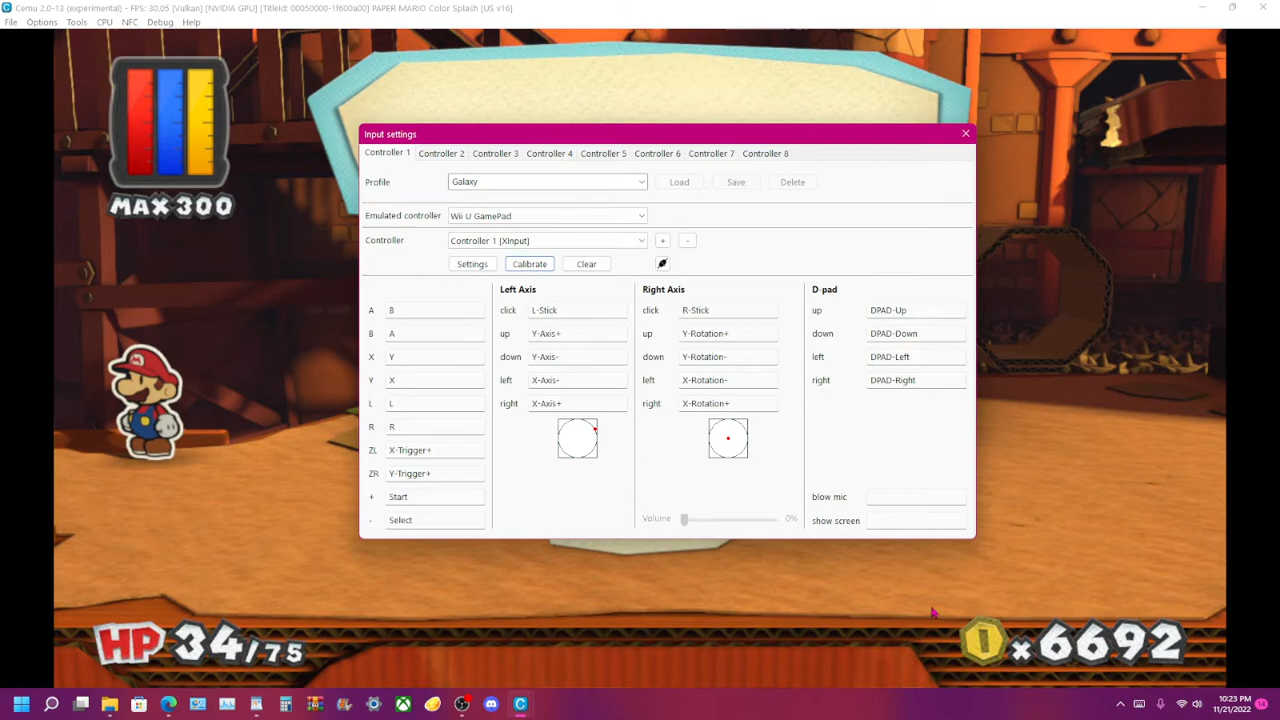 Cemu 2.0-13 (experimental) - FPS: 30.05 [Vulkan] [NVIDIA GPU] [TitleId: 00050000-1f600a00] PAPER MARIO Color Splash [US v16]
File Options Tools CPU NFC Debug Help
MAX 300
Input settings
Controller 1 Controller 2 Controller 3 Controller 4 Controller 5 Controller 6 Controller 7 Controller 8
Profile Galaxy Load Save Delete
Emulated controller Wii U GamePad
Controller Controller 1 [XInput] + -
Settings Calibrate Clear
Left Axis Right Axis D-pad
A B click L-Stick click R-Stick up DPAD-Up
B A up Y-Axis+ up Y-Rotation+ down DPAD-Down
X Y down Y-Axis- down Y-Rotation- left DPAD-Left
Y X left X-Axis- left X-Rotation- right DPAD-Right
L L right X-Axis+ right X-Rotation+
R R
ZL X-Trigger+
ZR Y-Trigger+
+ Start blow mic
- Select Volume 0% show screen
HP 34/75 x 6692
10:23 PM
11/21/2022 14